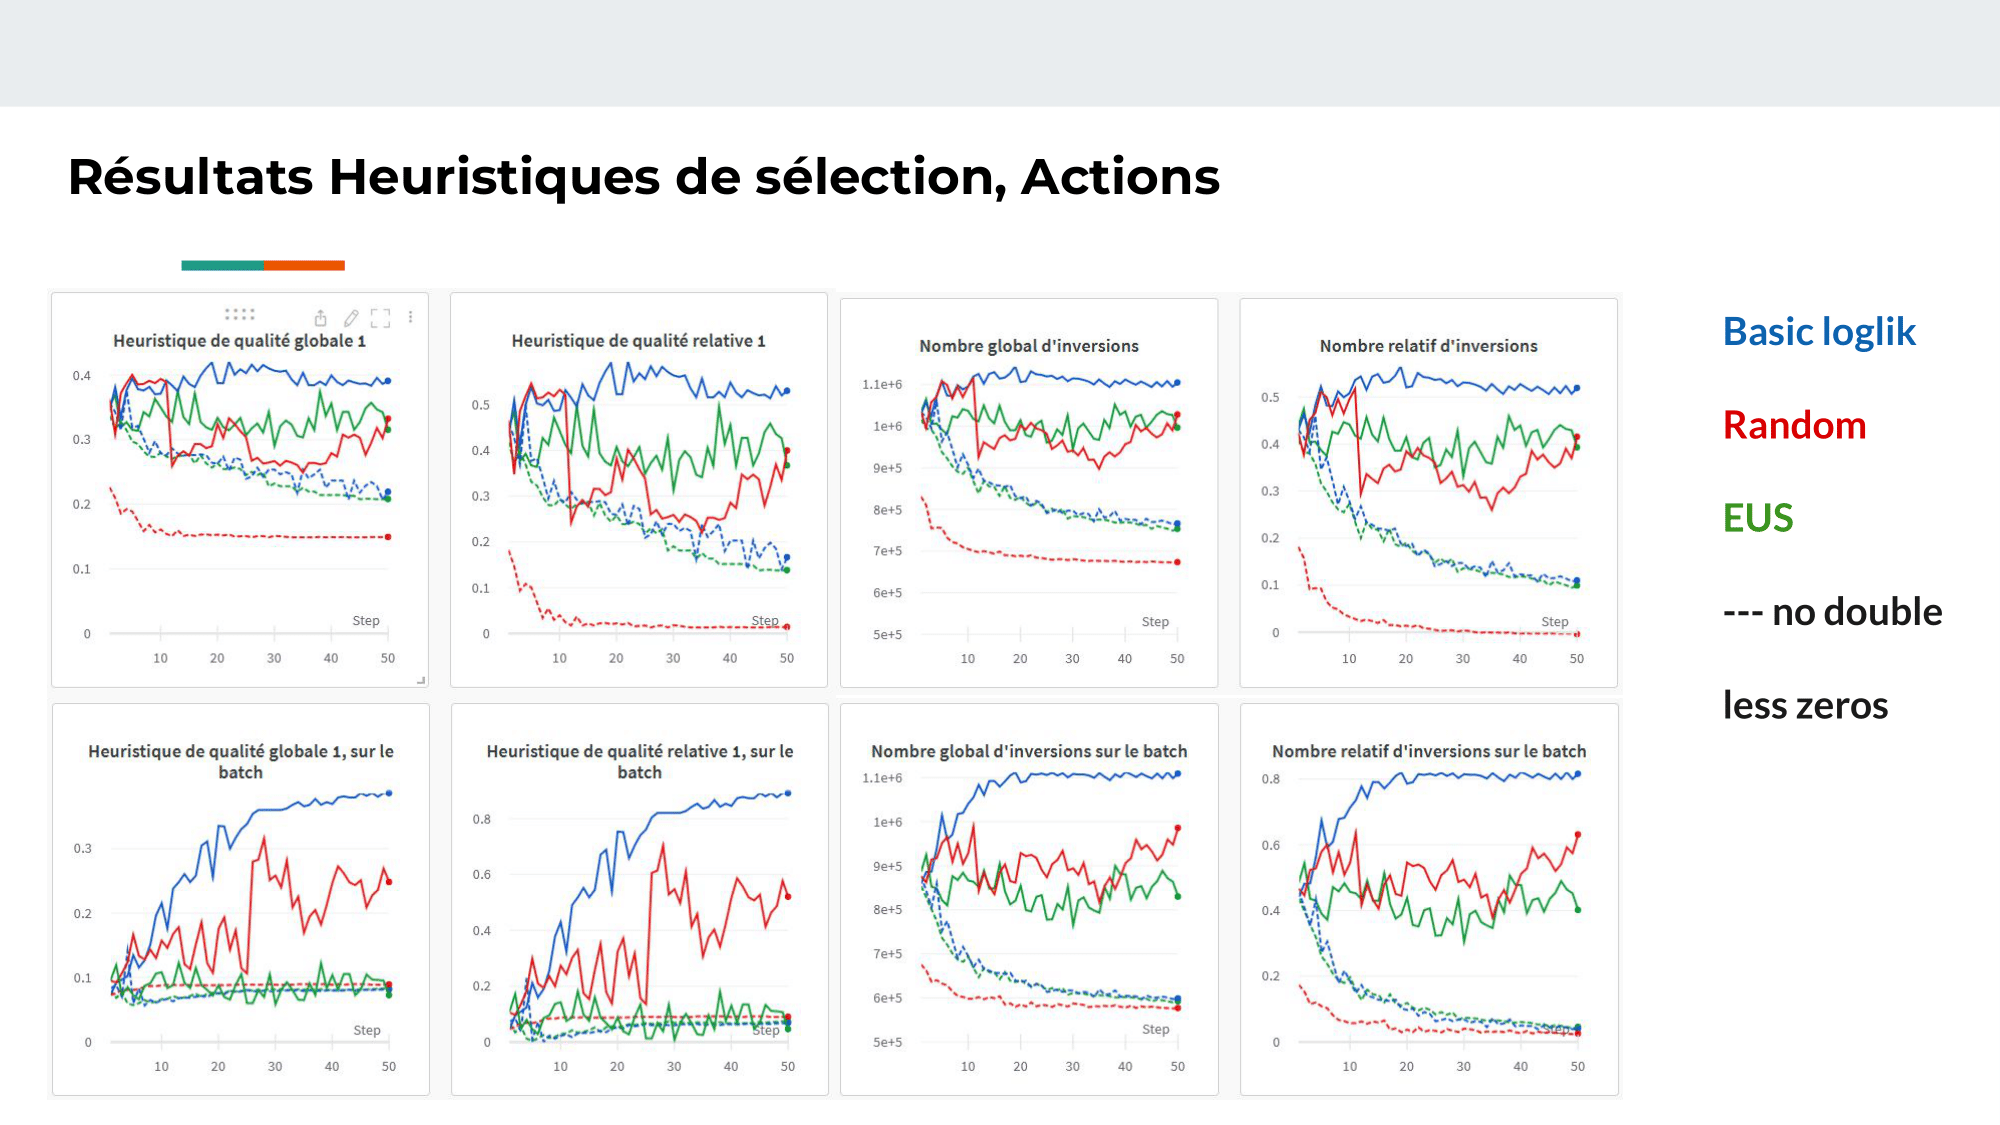 Résultats Heuristiques de sélection, Actions
Heuristique de qualité globale 1
0.4
0.3
0.2
0.1
0
Step
10 20 30 40 50
Heuristique de qualité relative 1
0.5
0.4
0.3
0.2
0.1
0
Step
10 20 30 40 50
Nombre global d'inversions
1.1e+6
1e+6
9e+5
8e+5
7e+5
6e+5
5e+5
Step
10 20 30 40 50
Nombre relatif d'inversions
0.5
0.4
0.3
0.2
0.1
0
Step
10 20 30 40 50
Heuristique de qualité globale 1, sur le
batch
0.3
0.2
0.1
0
Step
10 20 30 40 50
Heuristique de qualité relative 1, sur le
batch
0.8
0.6
0.4
0.2
0
Step
10 20 30 40 50
Nombre global d'inversions sur le batch
1.1e+6
1e+6
9e+5
8e+5
7e+5
6e+5
5e+5
Step
10 20 30 40 50
Nombre relatif d'inversions sur le batch
0.8
0.6
0.4
0.2
0
Step
10 20 30 40 50
Basic loglik
Random
EUS
--- no double
less zeros